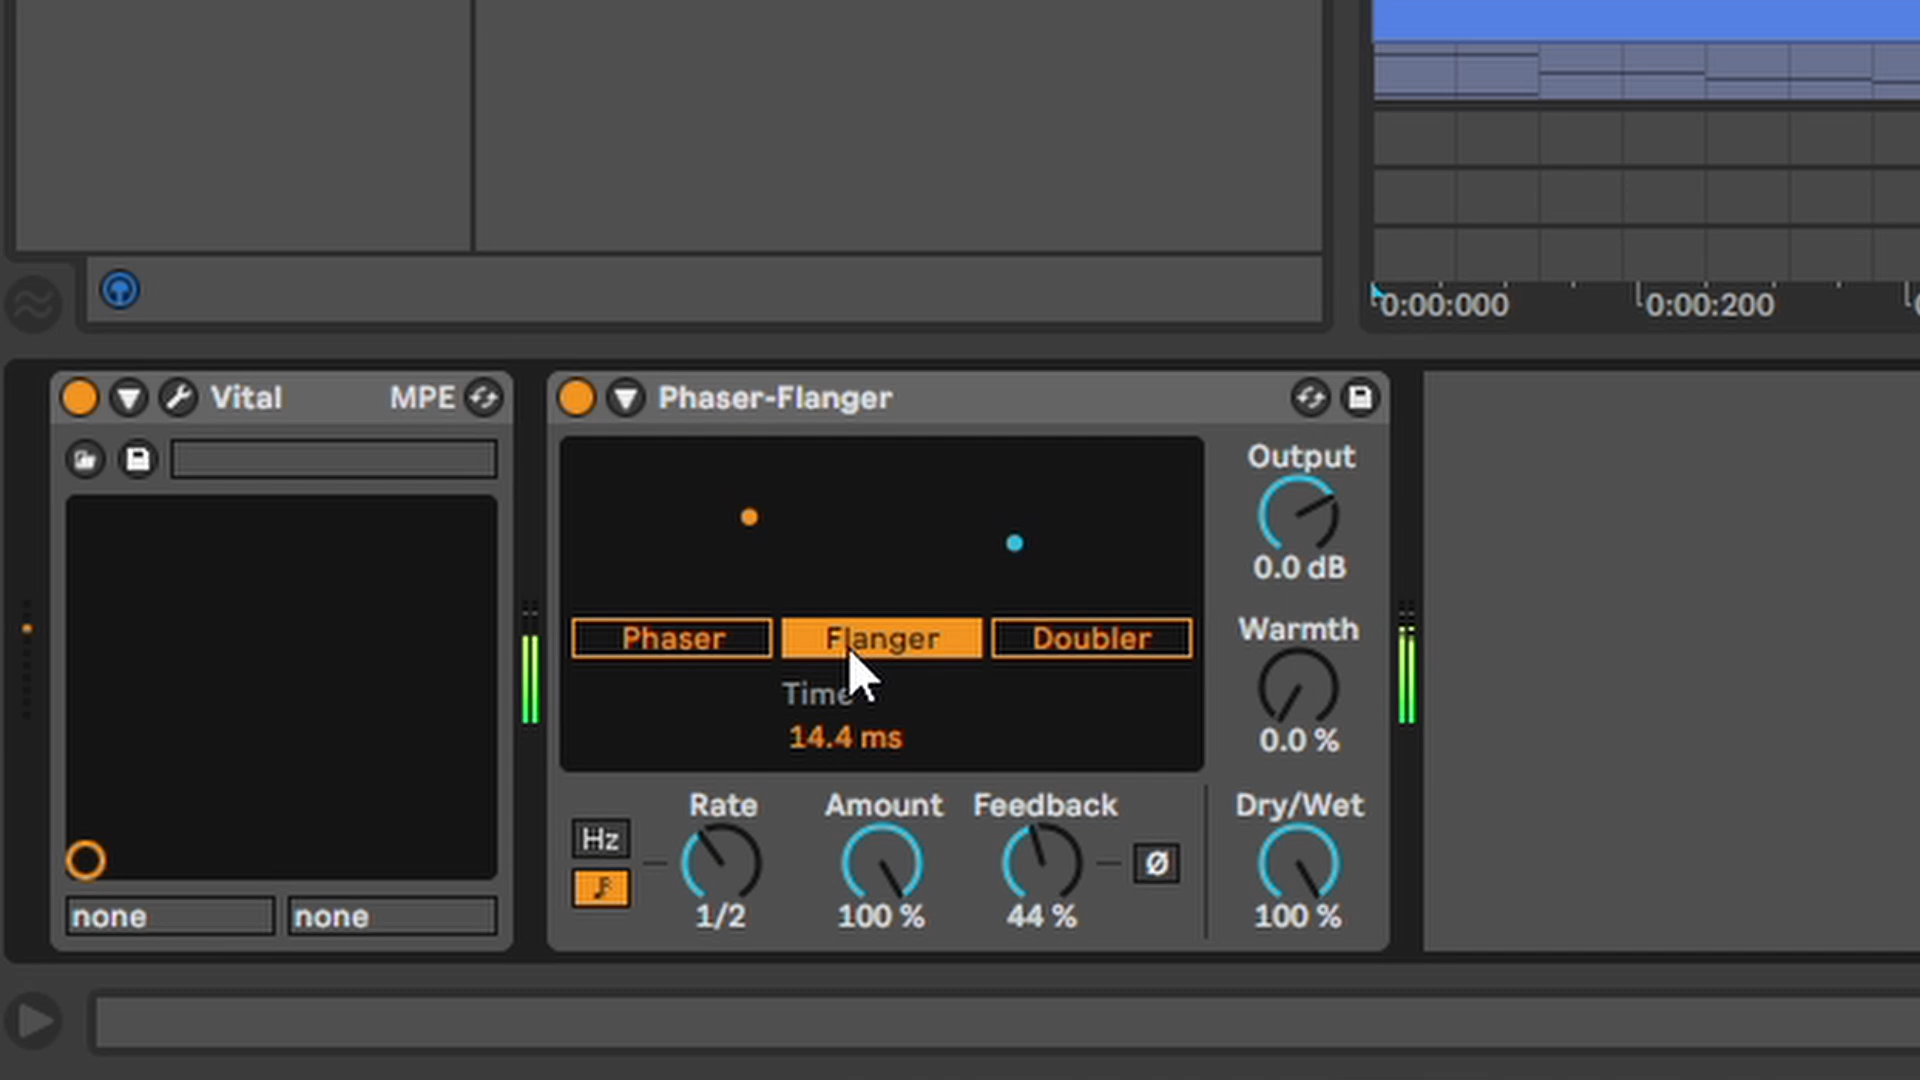 0:00:000 0:00:200
Vital MPE
Phaser-Flanger
Output
0.0 dB
Phaser Flanger Doubler
Warmth
Time
14.4 ms
0.0 %
Rate Amount Feedback Dry/Wet
Hz
Ø
1/2 100 % 44 % 100 %
none none